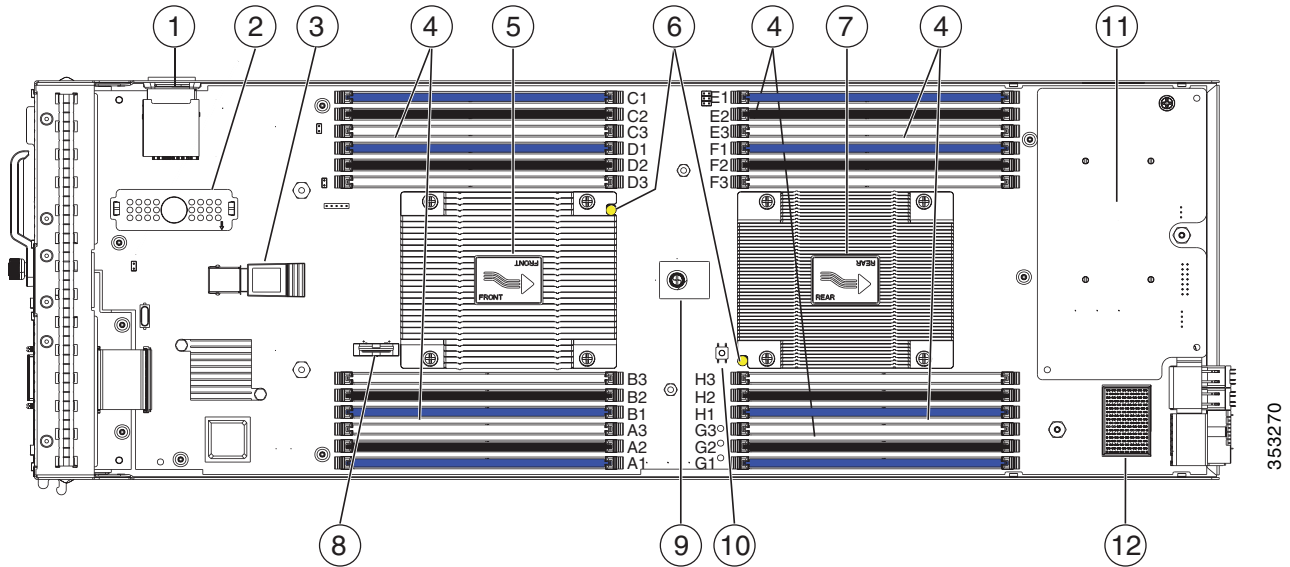 1 2 3 4 5 6 4 7 4 11
C1 E1
C2 E2
C3 E3
D1 F1
D2 F2
D3 F3
FRONT REAR
FRONT REAR
B3 H3
B2 H2
B1 H1
A3 G3
A2 G2
A1 G1
8 9 10 12
353270